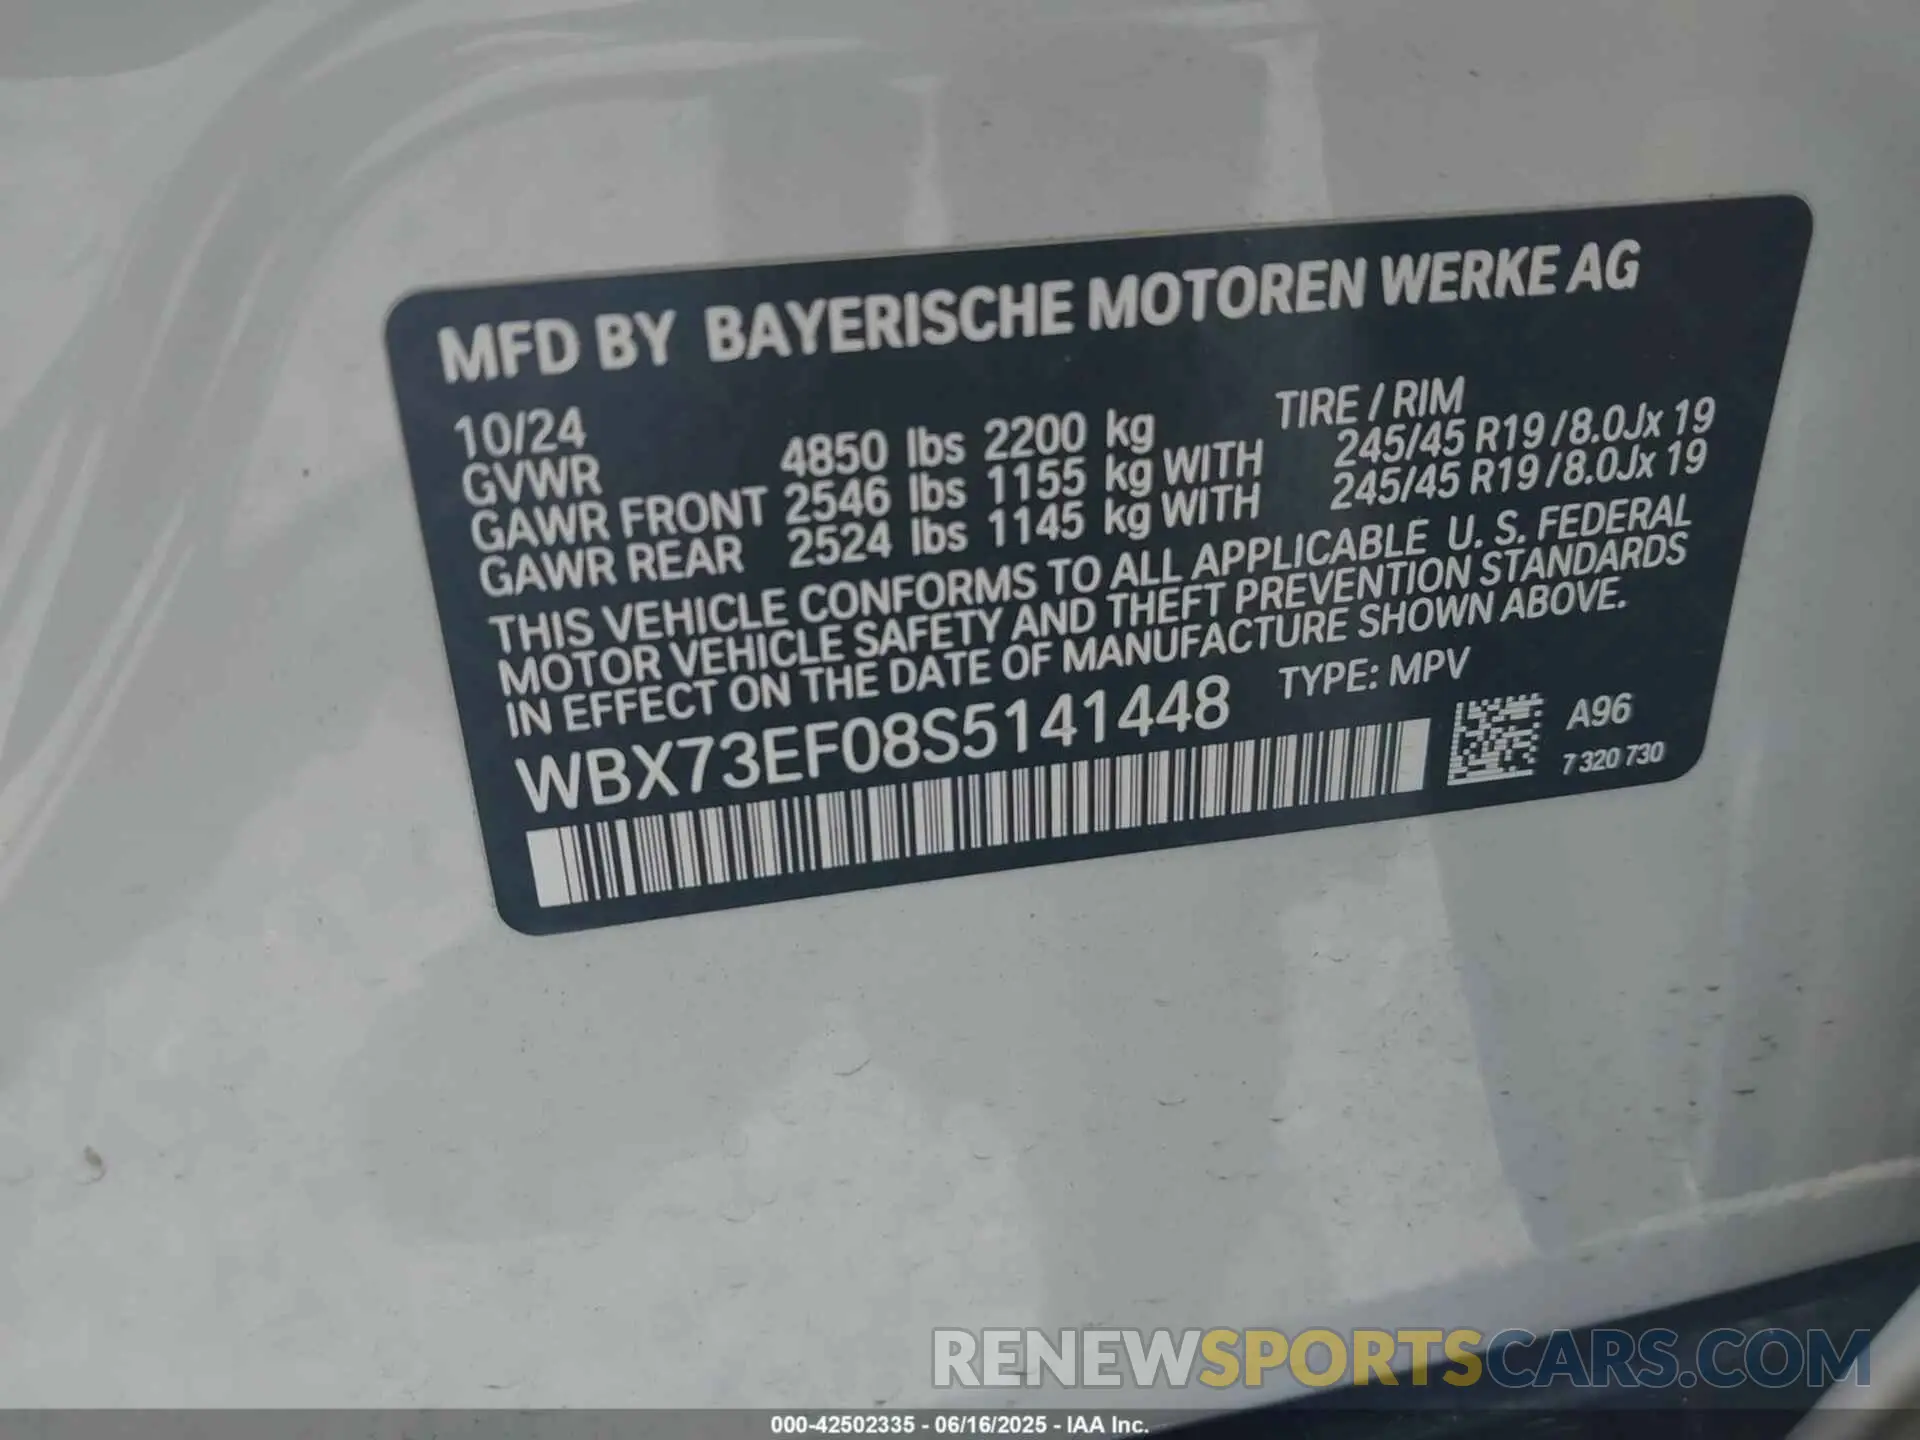 MFD BY BAYERISCHE MOTOREN WERKE AG
10/24 TIRE / RIM
GVWR 4850 lbs 2200 kg
GAWR FRONT 2546 lbs 1155 kg WITH 245/45 R19 / 8.0Jx 19
GAWR REAR 2524 lbs 1145 kg WITH 245/45 R19 / 8.0Jx 19
THIS VEHICLE CONFORMS TO ALL APPLICABLE U. S. FEDERAL
MOTOR VEHICLE SAFETY AND THEFT PREVENTION STANDARDS
IN EFFECT ON THE DATE OF MANUFACTURE SHOWN ABOVE.
WBX73EF08S5141448 TYPE: MPV
A96
7 320 730
RENEWSPORTSCARS.COM
000-42502335 - 06/16/2025 - IAA Inc.